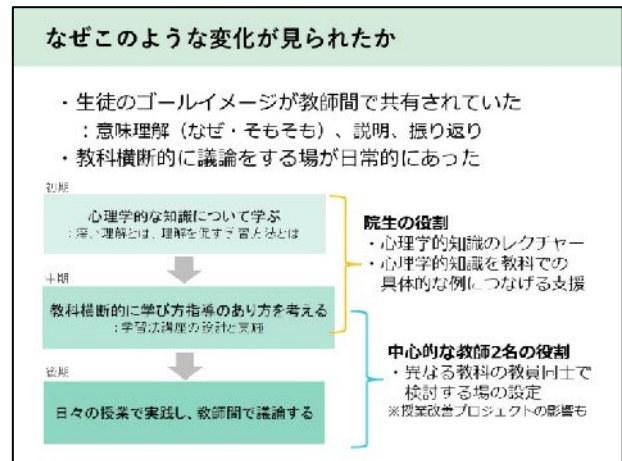 なぜこのような変化が見られたか
・生徒のゴールイメージが教師間で共有されていた
：意味理解（なぜ・そもそも）、説明、振り返り
・教科横断的に議論をする場が日常的にあった
初期
心理学的な知識について学ぶ
：深い理解とは、理解を促す学習方法とは
中期
教科横断的に学び方指導のあり方を考える
：学習法講座の設計と実施
後期
日々の授業で実践し、教師間で議論する
院生の役割
・心理学的知識のレクチャー
・心理学的知識を教科での
具体的な例につなげる支援
中心的な教師2名の役割
・異なる教科の教員同士で
検討する場の設定
※授業改善プロジェクトの影響も